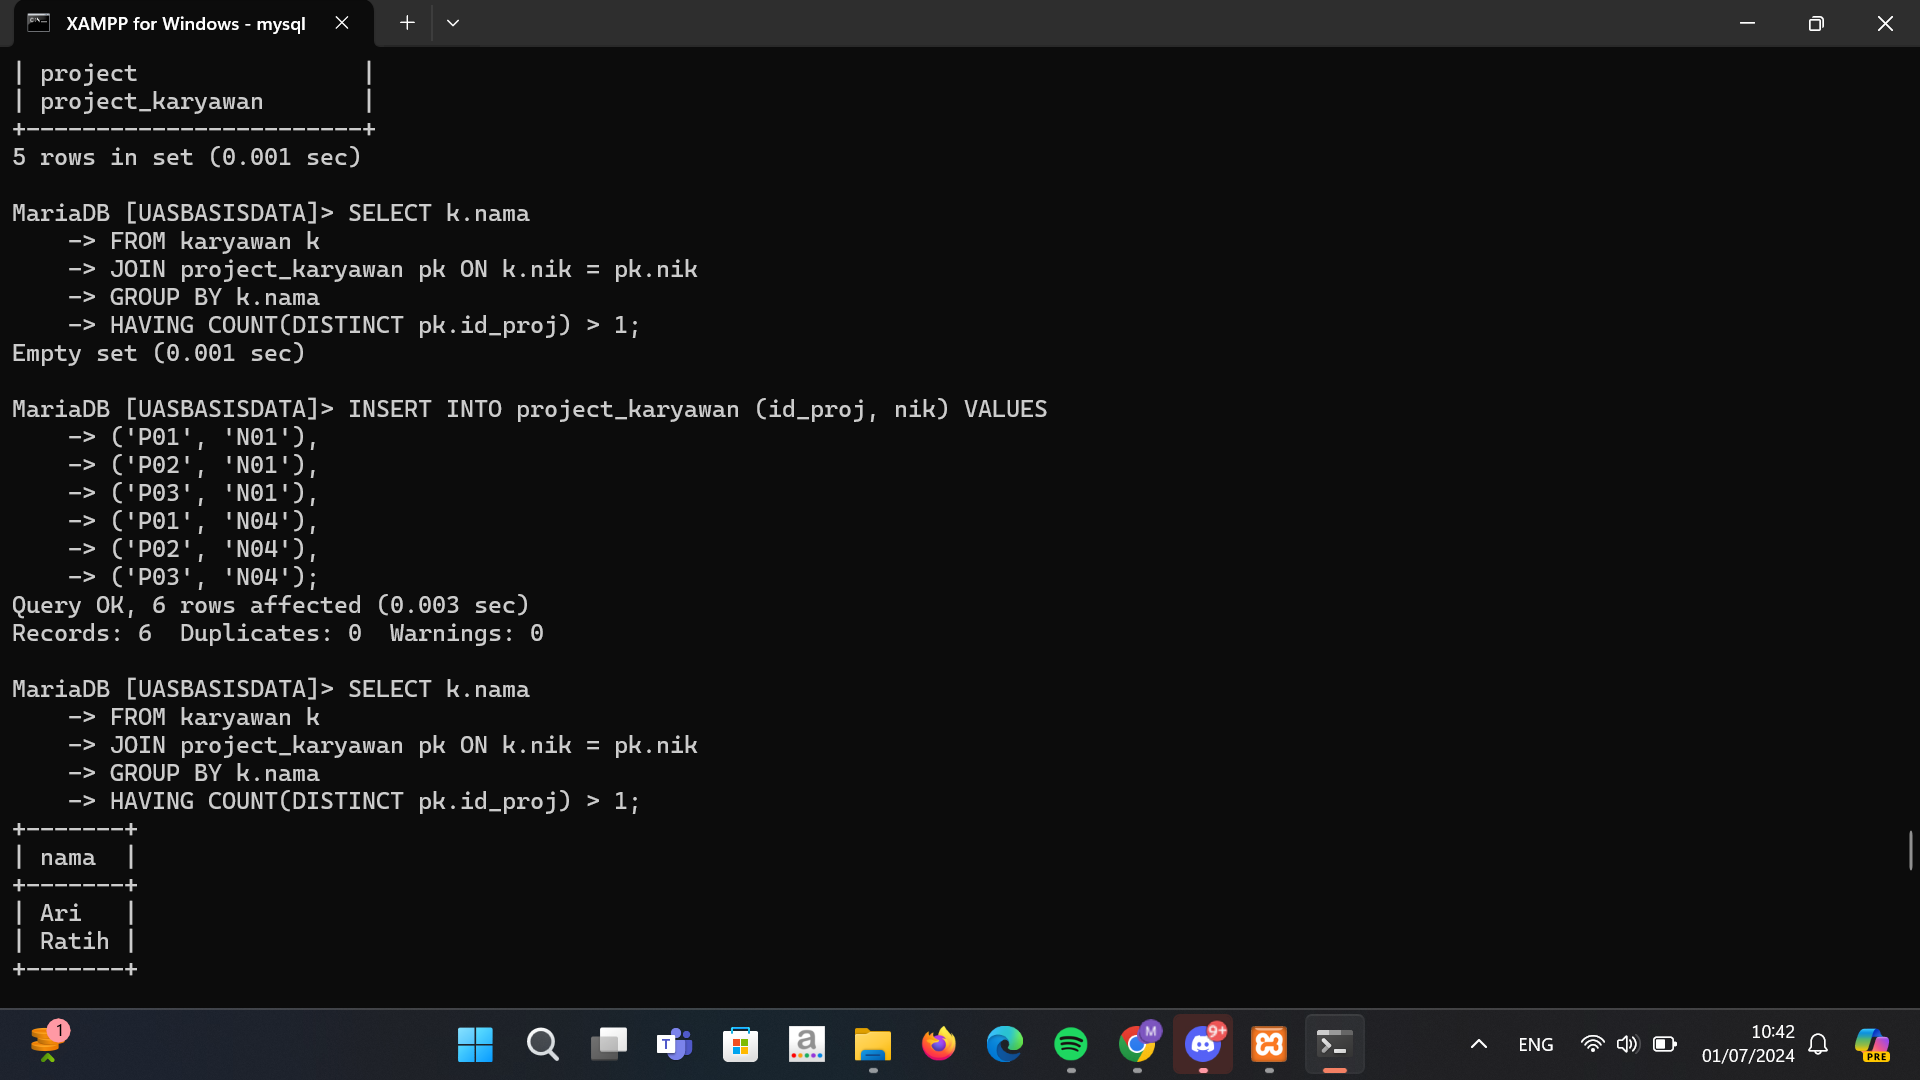 XAMPP for Windows - mysql
| project                |
| project_karyawan       |
+------------------------+
5 rows in set (0.001 sec)
MariaDB [UASBASISDATA]> SELECT k.nama
    -> FROM karyawan k
    -> JOIN project_karyawan pk ON k.nik = pk.nik
    -> GROUP BY k.nama
    -> HAVING COUNT(DISTINCT pk.id_proj) > 1;
Empty set (0.001 sec)
MariaDB [UASBASISDATA]> INSERT INTO project_karyawan (id_proj, nik) VALUES
    -> ('P01', 'N01'),
    -> ('P02', 'N01'),
    -> ('P03', 'N01'),
    -> ('P01', 'N04'),
    -> ('P02', 'N04'),
    -> ('P03', 'N04');
Query OK, 6 rows affected (0.003 sec)
Records: 6  Duplicates: 0  Warnings: 0
MariaDB [UASBASISDATA]> SELECT k.nama
    -> FROM karyawan k
    -> JOIN project_karyawan pk ON k.nik = pk.nik
    -> GROUP BY k.nama
    -> HAVING COUNT(DISTINCT pk.id_proj) > 1;
+-------+
| nama  |
+-------+
| Ari   |
| Ratih |
+-------+
1
T
a
M
9+
ENG
10:42
01/07/2024
PRE